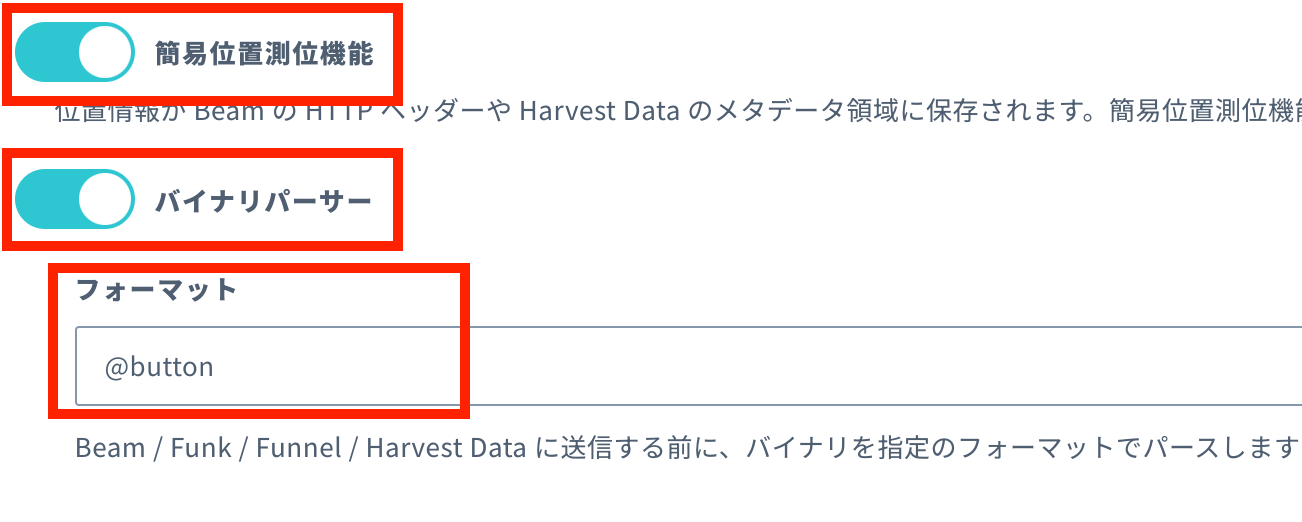 簡易位置測位機能
位置情報が Beam の HTTP ヘッダーや Harvest Data のメタデータ領域に保存されます。簡易位置測位機
バイナリパーサー
フォーマット
@button
Beam / Funk / Funnel / Harvest Data に送信する前に、バイナリを指定のフォーマットでパースします